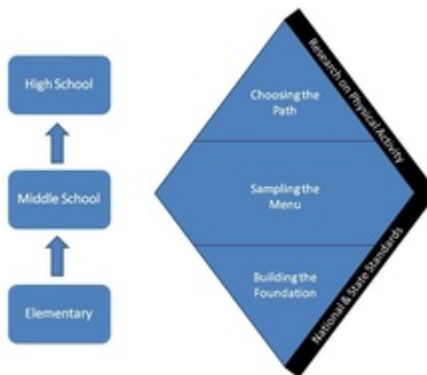 High School
Middle School
Elementary
Choosing the
Path
Sampling the
Menu
Building the
Foundation
Research on Physical Activity
National & State Standards